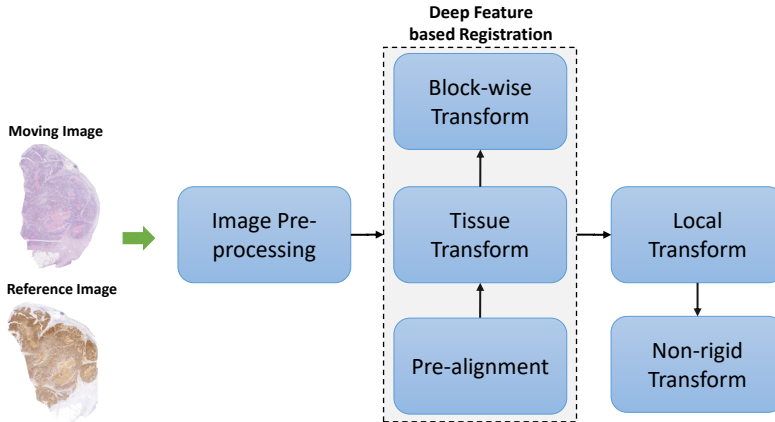 Moving Image
Reference Image
Image Pre-
processing
Deep Feature
based Registration
Block-wise
Transform
Tissue
Transform
Pre-alignment
Local
Transform
Non-rigid
Transform